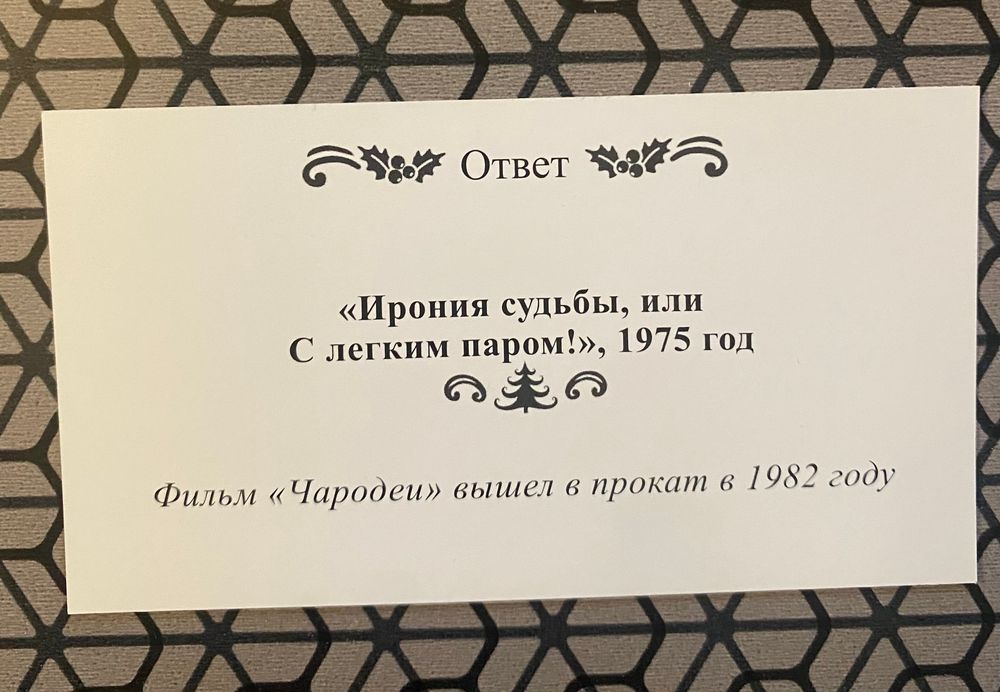 Ответ
«Ирония судьбы, или
С легким паром!», 1975 год
Фильм «Чародеи» вышел в прокат в 1982 году